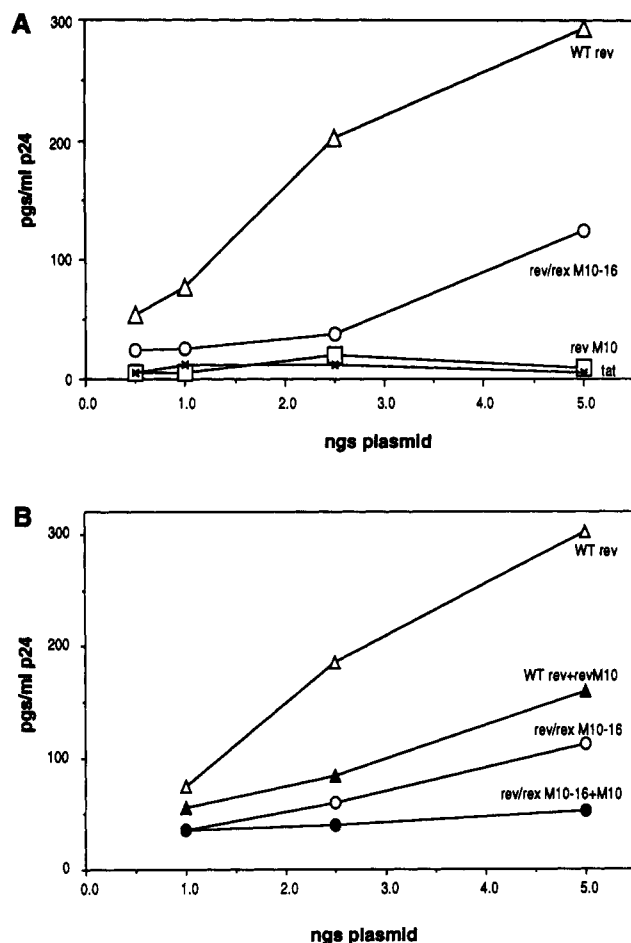 A
300
200
100
0
pgs/ml p24
WT rev
rev/rex M10-16
rev M10
tat
0.0 1.0 2.0 3.0 4.0 5.0
ngs plasmid
B
300
200
100
0
pgs/ml p24
WT rev
WT rev+revM10
rev/rex M10-16
rev/rex M10-16+M10
0.0 1.0 2.0 3.0 4.0 5.0
ngs plasmid